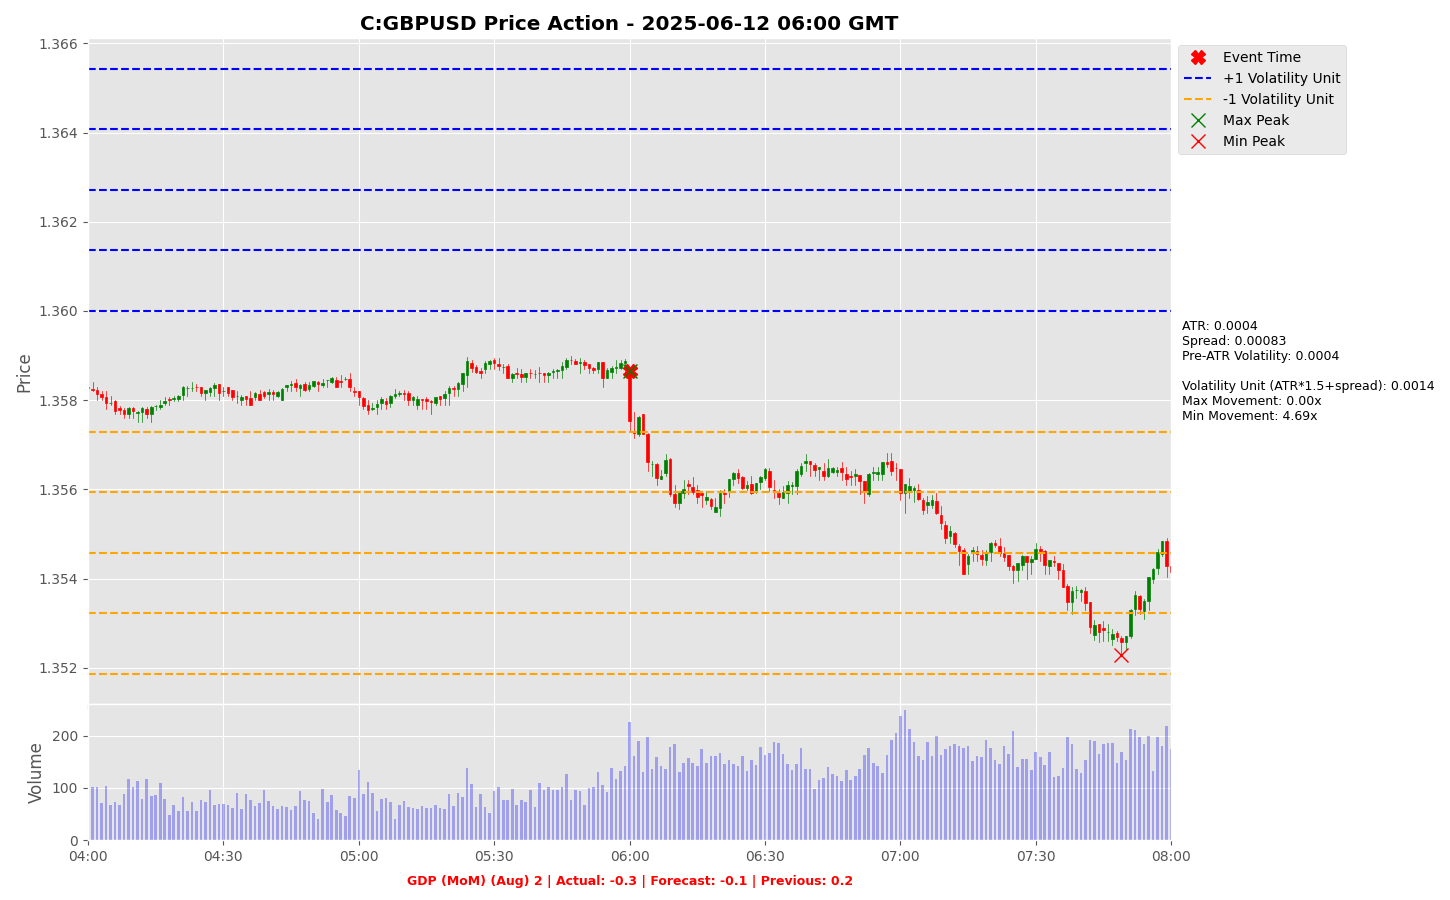 C:GBPUSD Price Action - 2025-06-12 06:00 GMT
Event Time
+1 Volatility Unit
-1 Volatility Unit
Max Peak
Min Peak
Price
1.366
1.364
1.362
1.360
1.358
1.356
1.354
1.352
ATR: 0.0004
Spread: 0.00083
Pre-ATR Volatility: 0.0004
Volatility Unit (ATR*1.5+spread): 0.0014
Max Movement: 0.00x
Min Movement: 4.69x
Volume
200
100
0
04:00 04:30 05:00 05:30 06:00 06:30 07:00 07:30 08:00
GDP (MoM) (Aug) 2 | Actual: -0.3 | Forecast: -0.1 | Previous: 0.2